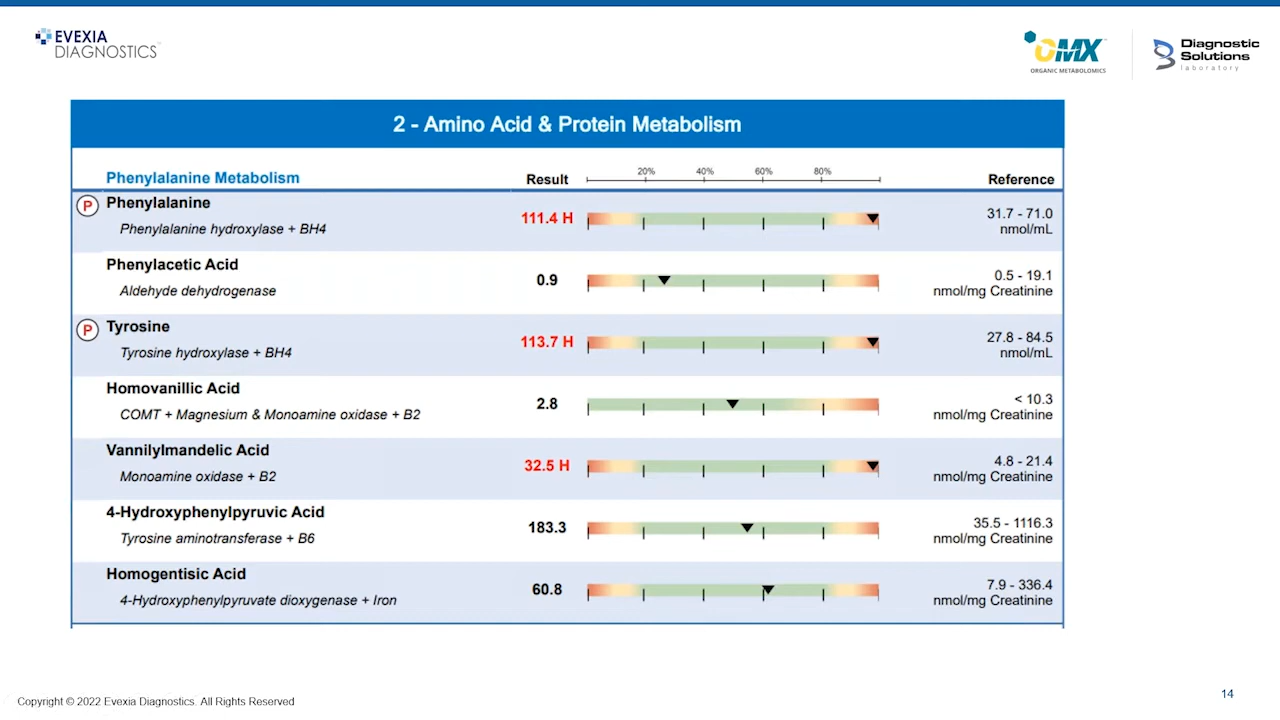 EVEXIA
DIAGNOSTICS™
OMX™
ORGANIC METABOLOMICS
Diagnostic
Solutions
laboratory
2 - Amino Acid & Protein Metabolism
Phenylalanine Metabolism Result 20% 40% 60% 80% Reference
P Phenylalanine 111.4 H 31.7 - 71.0
Phenylalanine hydroxylase + BH4 nmol/mL
Phenylacetic Acid 0.9 0.5 - 19.1
Aldehyde dehydrogenase nmol/mg Creatinine
P Tyrosine 113.7 H 27.8 - 84.5
Tyrosine hydroxylase + BH4 nmol/mL
Homovanillic Acid 2.8 < 10.3
COMT + Magnesium & Monoamine oxidase + B2 nmol/mg Creatinine
Vannilylmandelic Acid 32.5 H 4.8 - 21.4
Monoamine oxidase + B2 nmol/mg Creatinine
4-Hydroxyphenylpyruvic Acid 183.3 35.5 - 1116.3
Tyrosine aminotransferase + B6 nmol/mg Creatinine
Homogentisic Acid 60.8 7.9 - 336.4
4-Hydroxyphenylpyruvate dioxygenase + Iron nmol/mg Creatinine
Copyright © 2022 Evexia Diagnostics. All Rights Reserved
14